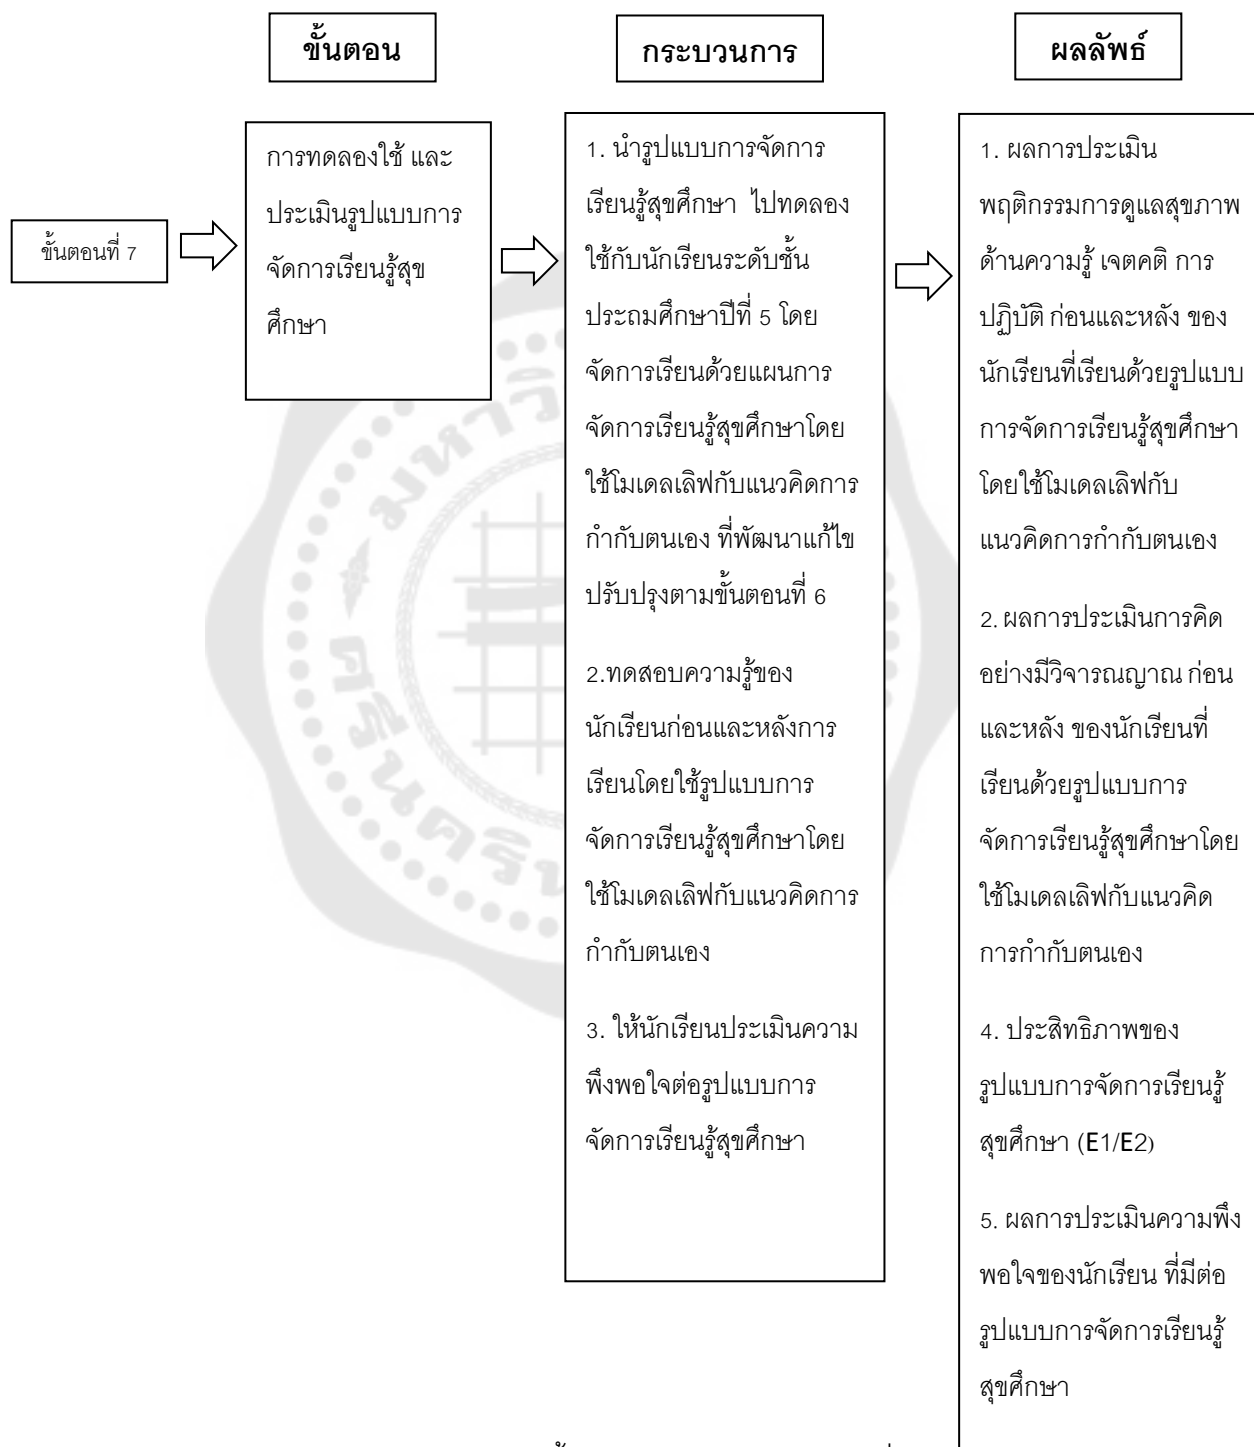 ขั้นตอน
กระบวนการ
ผลลัพธ์
ขั้นตอนที่ 7
การทดลองใช้ และ
ประเมินรูปแบบการ
จัดการเรียนรู้สุข
ศึกษา
1. นำรูปแบบการจัดการ
เรียนรู้สุขศึกษา ไปทดลอง
ใช้กับนักเรียนระดับชั้น
ประถมศึกษาปีที่ 5 โดย
จัดการเรียนด้วยแผนการ
จัดการเรียนรู้สุขศึกษาโดย
ใช้โมเดลเลิฟกับแนวคิดการ
กำกับตนเอง ที่พัฒนาแก้ไข
ปรับปรุงตามขั้นตอนที่ 6
2.ทดสอบความรู้ของ
นักเรียนก่อนและหลังการ
เรียนโดยใช้รูปแบบการ
จัดการเรียนรู้สุขศึกษาโดย
ใช้โมเดลเลิฟกับแนวคิดการ
กำกับตนเอง
3. ให้นักเรียนประเมินความ
พึงพอใจต่อรูปแบบการ
จัดการเรียนรู้สุขศึกษา
1. ผลการประเมิน
พฤติกรรมการดูแลสุขภาพ
ด้านความรู้ เจตคติ การ
ปฏิบัติ ก่อนและหลัง ของ
นักเรียนที่เรียนด้วยรูปแบบ
การจัดการเรียนรู้สุขศึกษา
โดยใช้โมเดลเลิฟกับ
แนวคิดการกำกับตนเอง
2. ผลการประเมินการคิด
อย่างมีวิจารณญาณ ก่อน
และหลัง ของนักเรียนที่
เรียนด้วยรูปแบบการ
จัดการเรียนรู้สุขศึกษาโดย
ใช้โมเดลเลิฟกับแนวคิด
การกำกับตนเอง
4. ประสิทธิภาพของ
รูปแบบการจัดการเรียนรู้
สุขศึกษา (E1/E2)
5. ผลการประเมินความพึง
พอใจของนักเรียน ที่มีต่อ
รูปแบบการจัดการเรียนรู้
สุขศึกษา